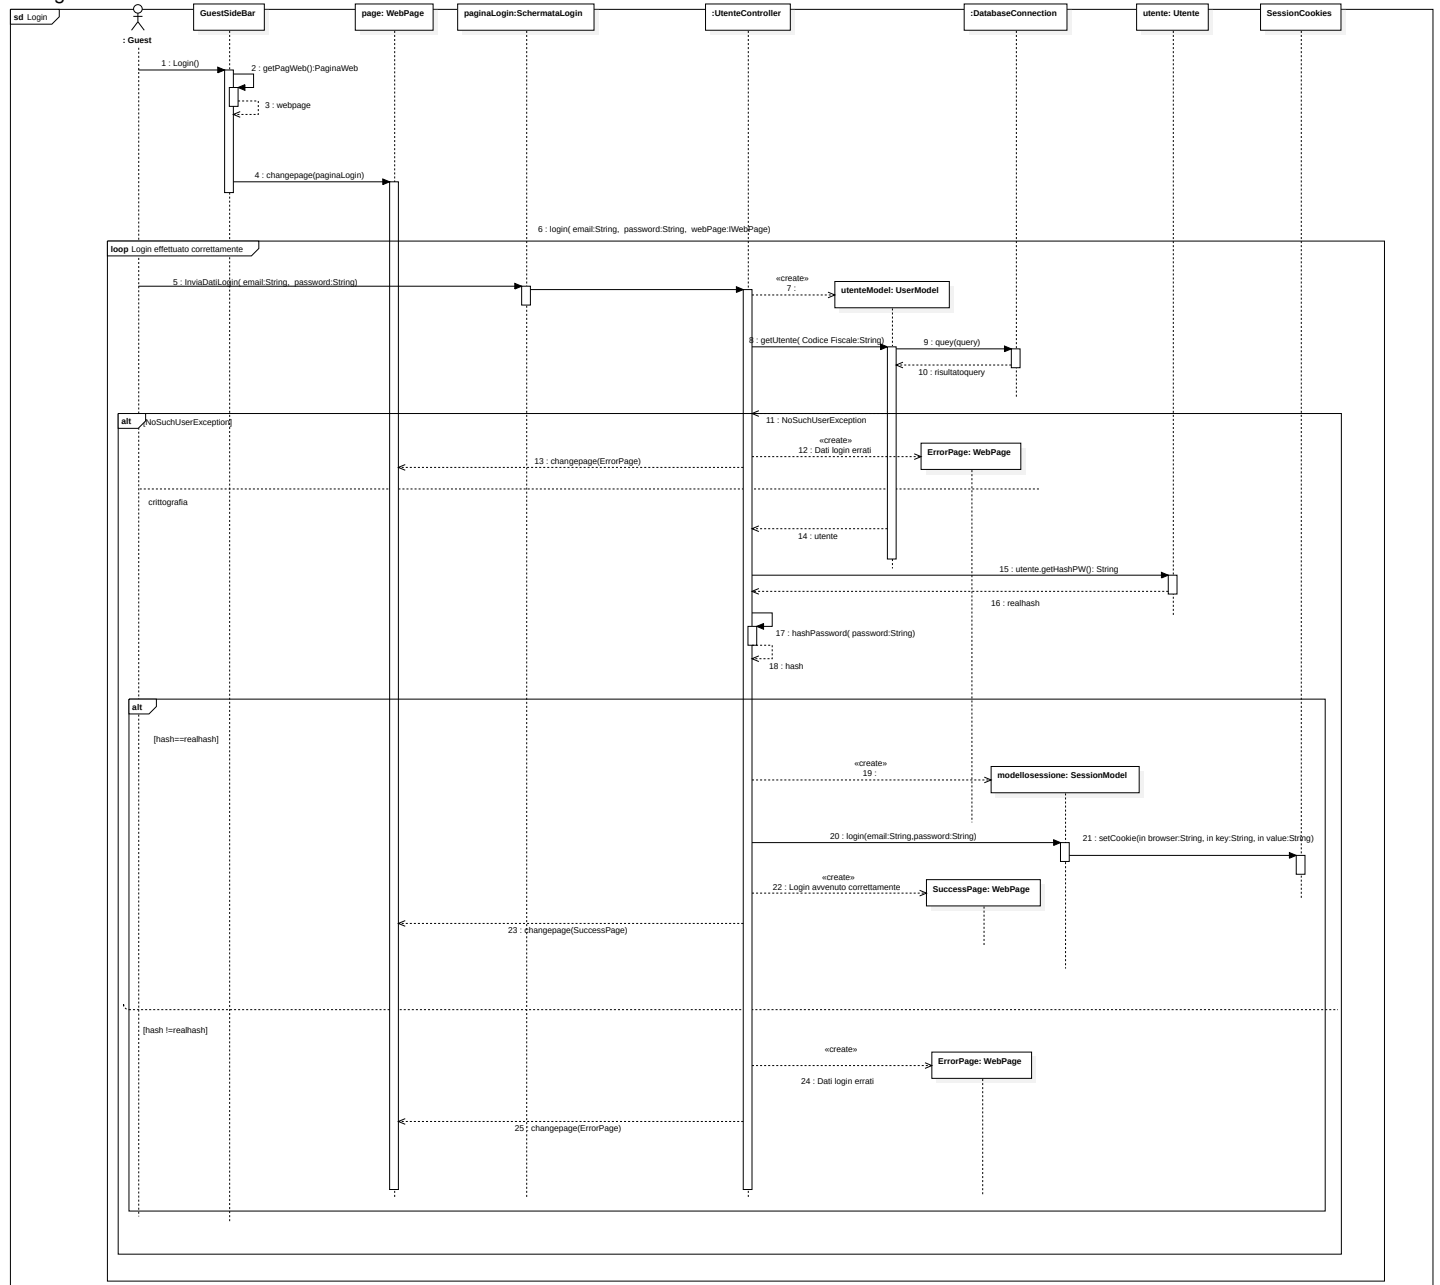 sd Login
: Guest
GuestSideBar
page: WebPage
paginaLogin:SchermataLogin
:UtenteController
:DatabaseConnection
utente: Utente
SessionCookies
1 : Login()
2 : getPagWeb():PaginaWeb
3 : webpage
4 : changepage(paginaLogin)
6 : login( email:String, password:String, webPage:IWebPage)
loop Login effettuato correttamente
5 : InviaDatiLogin( email:String, password:String)
«create»
7 :
utenteModel: UserModel
8 : getUtente( Codice Fiscale:String)
9 : quey(query)
10 : risultatoquery
alt [NoSuchUserException]
11 : NoSuchUserException
«create»
12 : Dati login errati
ErrorPage: WebPage
13 : changepage(ErrorPage)
crittografia
14 : utente
15 : utente.getHashPW(): String
16 : realhash
17 : hashPassword( password:String)
18 : hash
alt
[hash==realhash]
«create»
19 :
modellosessione: SessionModel
20 : login(email:String,password:String)
21 : setCookie(in browser:String, in key:String, in value:String)
«create»
22 : Login avvenuto correttamente
SuccessPage: WebPage
23 : changepage(SuccessPage)
[hash !=realhash]
«create»
24 : Dati login errati
ErrorPage: WebPage
25 : changepage(ErrorPage)